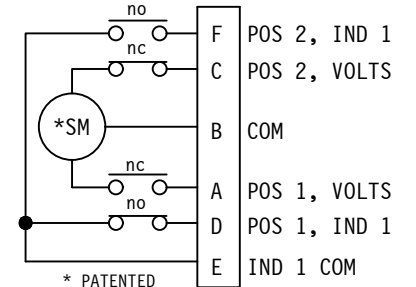 no
F POS 2, IND 1
nc
C POS 2, VOLTS
*SM
B COM
nc
A POS 1, VOLTS
no
D POS 1, IND 1
E IND 1 COM
* PATENTED